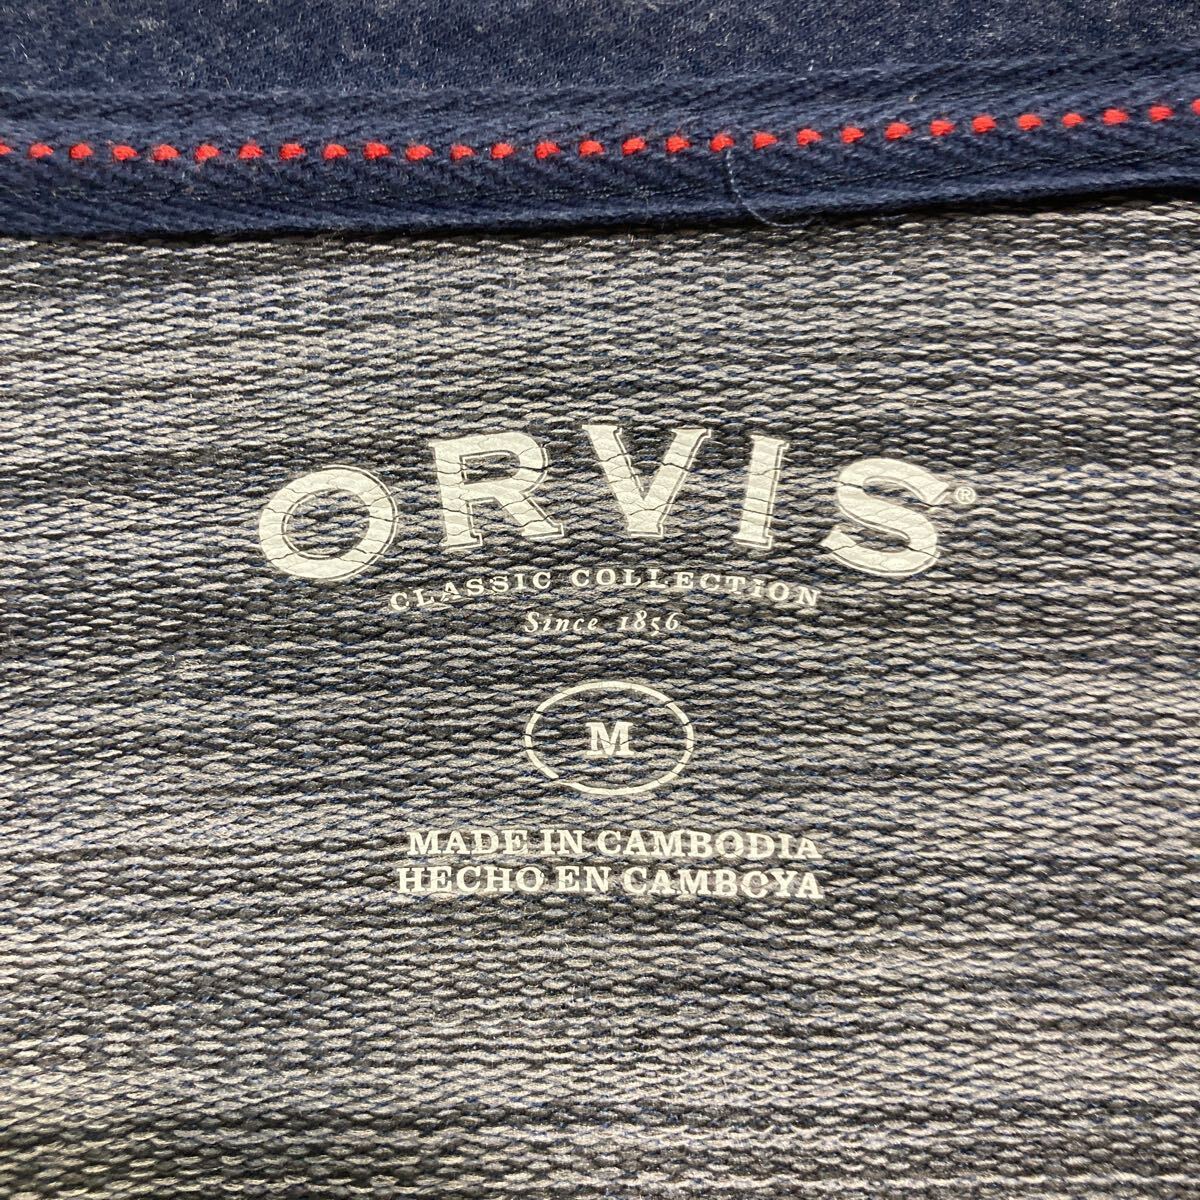 ORVIS®
CLASSIC COLLECTION
Since 1856
M
MADE IN CAMBODIA
HECHO EN CAMBOYA